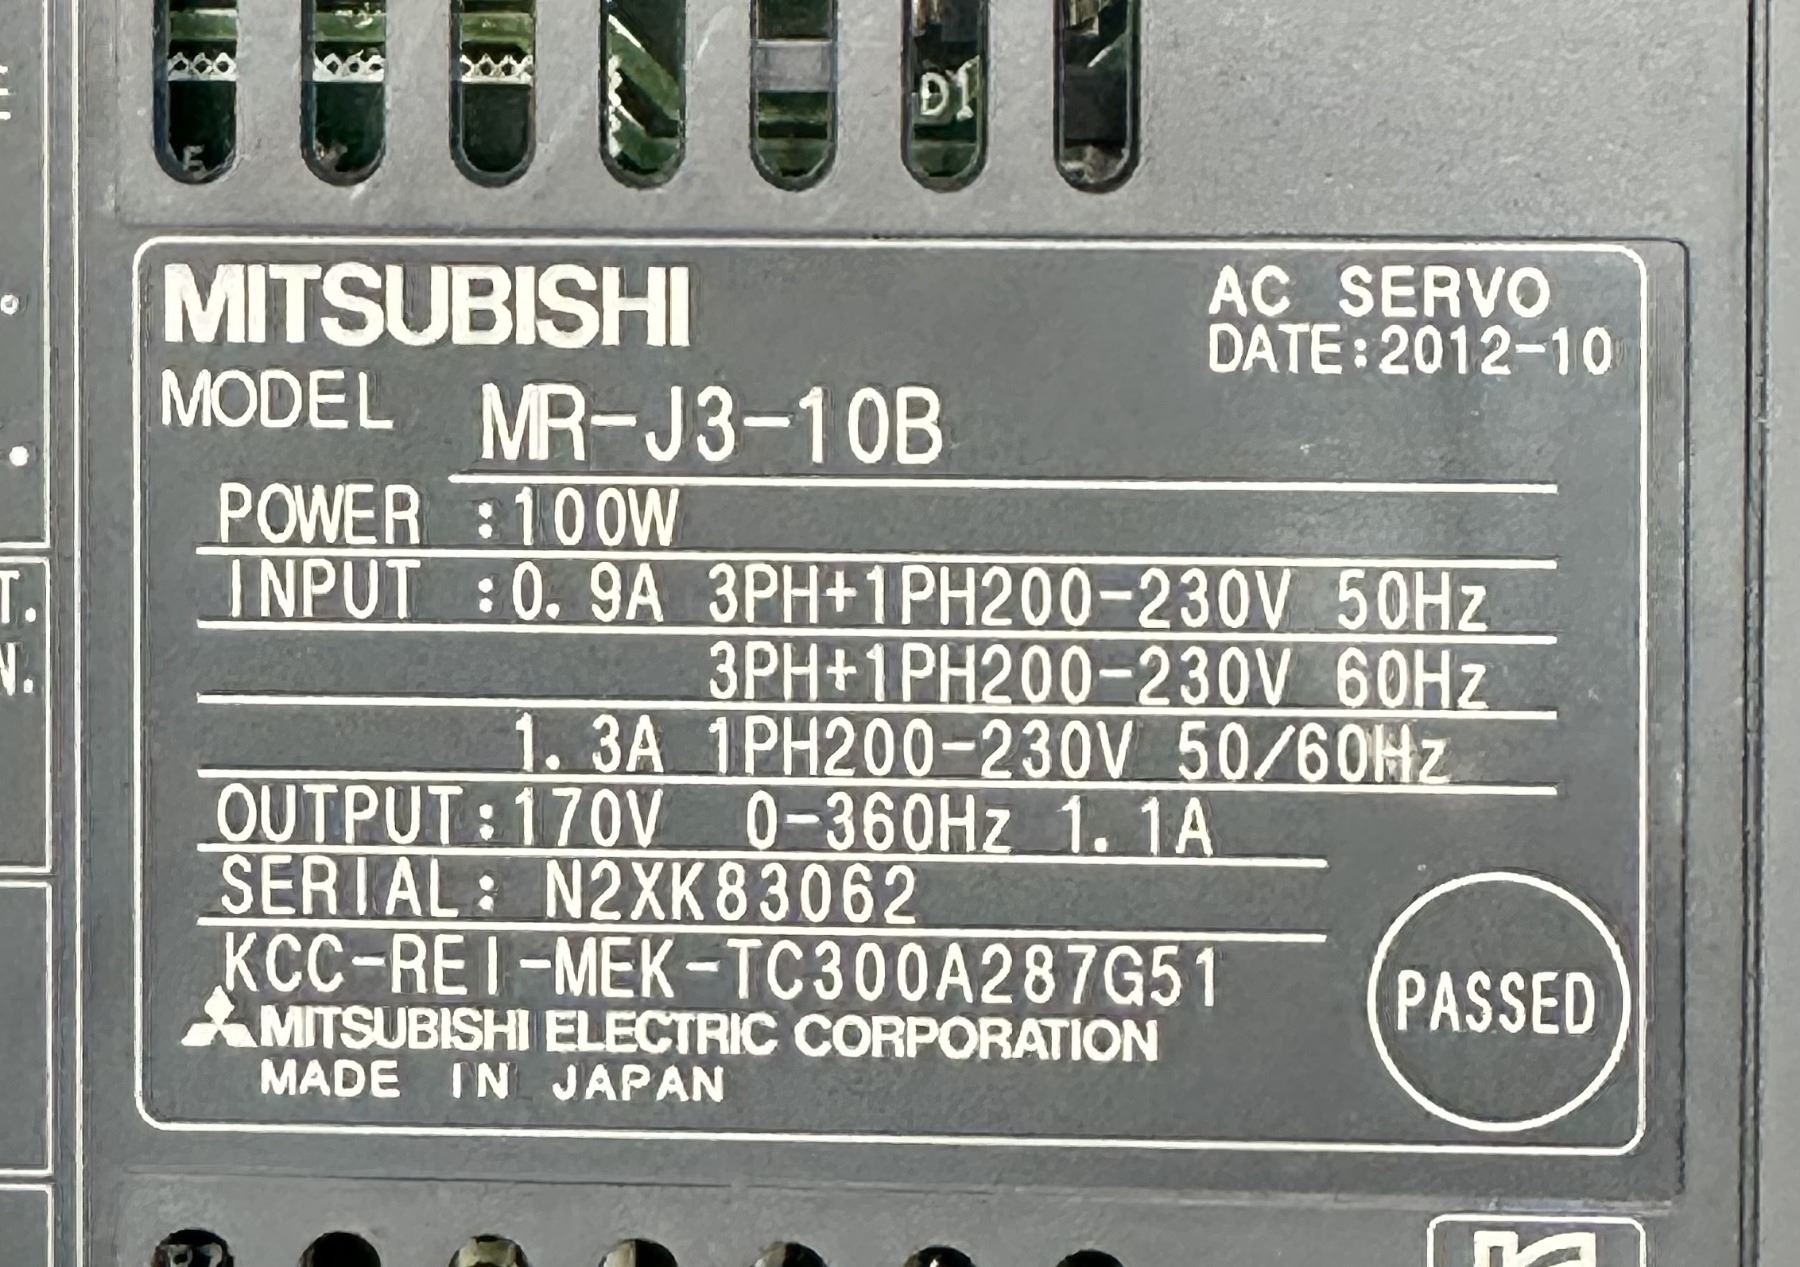 D1
MITSUBISHI
AC SERVO
DATE:2012-10
MODEL MR-J3-10B
POWER :100W
INPUT :0.9A 3PH+1PH200-230V 50Hz
3PH+1PH200-230V 60Hz
1.3A 1PH200-230V 50/60Hz
OUTPUT:170V 0-360Hz 1.1A
SERIAL: N2XK83062
KCC-REI-MEK-TC300A287G51
MITSUBISHI ELECTRIC CORPORATION
MADE IN JAPAN
PASSED
T.
N.